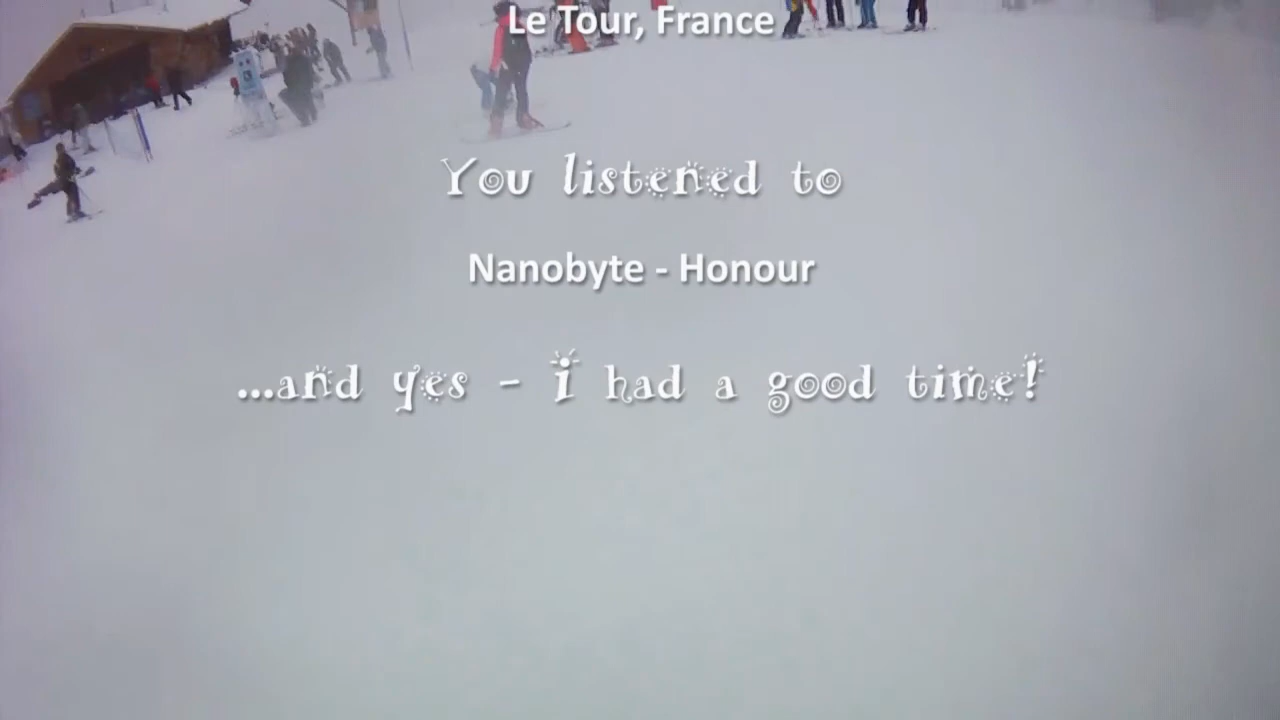 Le Tour, France
You listened to
Nanobyte - Honour
...and yes - i had a good time!